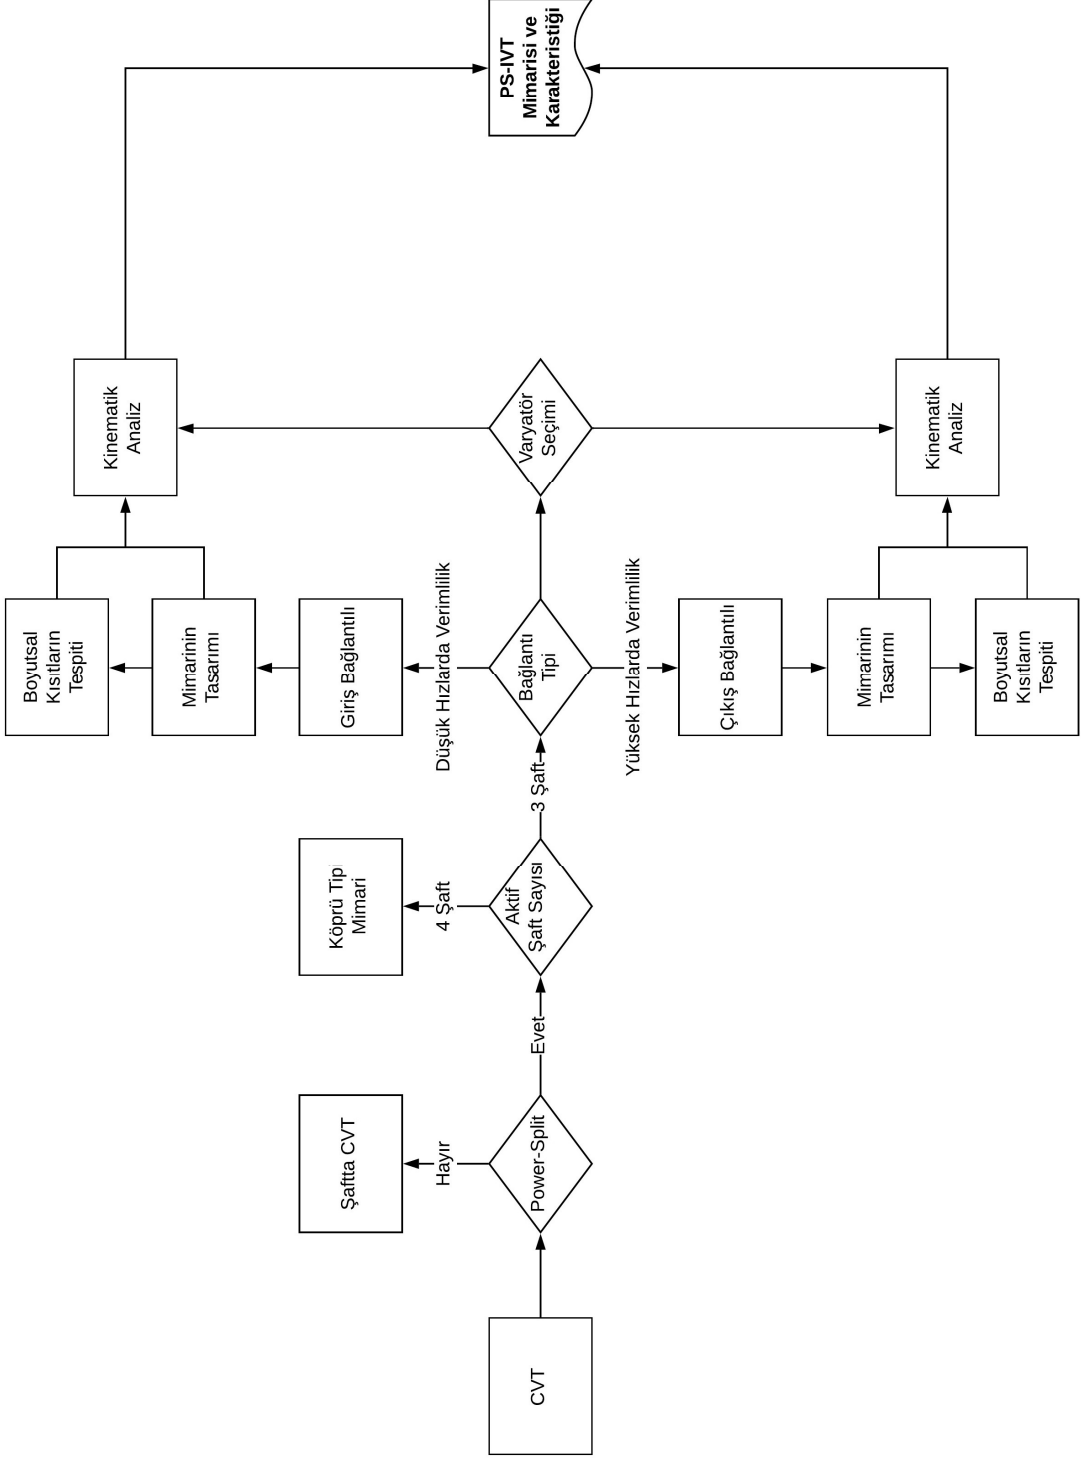 CVT
Power-Split
Hayır
Şaftta CVT
Evet
Aktif
Şaft Sayısı
4 Şaft
Köprü Tipi
Mimari
3 Şaft
Bağlantı
Tipi
Düşük Hızlarda Verimlilik
Giriş Bağlantılı
Mimarinin
Tasarımı
Boyutsal
Kısıtların
Tespiti
Yüksek Hızlarda Verimlilik
Çıkış Bağlantılı
Mimarinin
Tasarımı
Boyutsal
Kısıtların
Tespiti
Varyatör
Seçimi
Kinematik
Analiz
Kinematik
Analiz
PS-IVT
Mimarisi ve
Karakteristiği